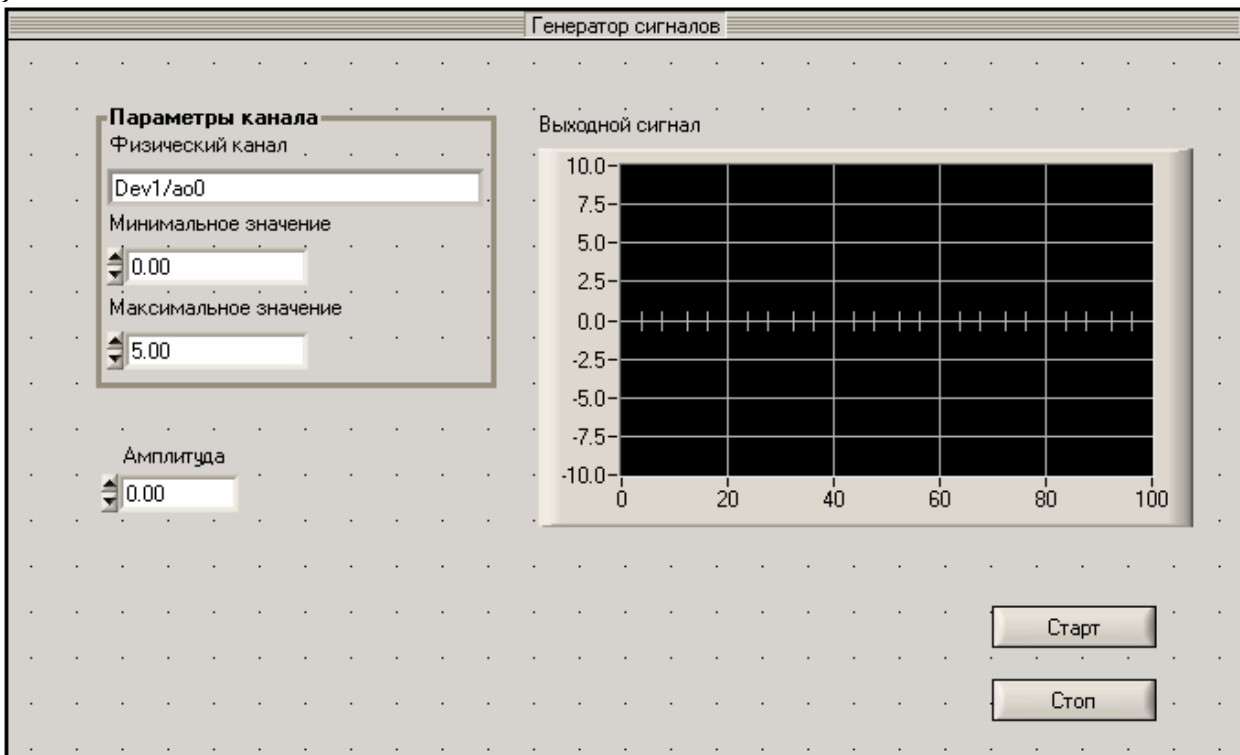 Генератор сигналов
Параметры канала
Физический канал
Dev1/ao0
Минимальное значение
0.00
Максимальное значение
5.00
Амплитуда
0.00
Выходной сигнал
10.0
7.5
5.0
2.5
0.0
-2.5
-5.0
-7.5
-10.0
0 20 40 60 80 100
Старт
Стоп